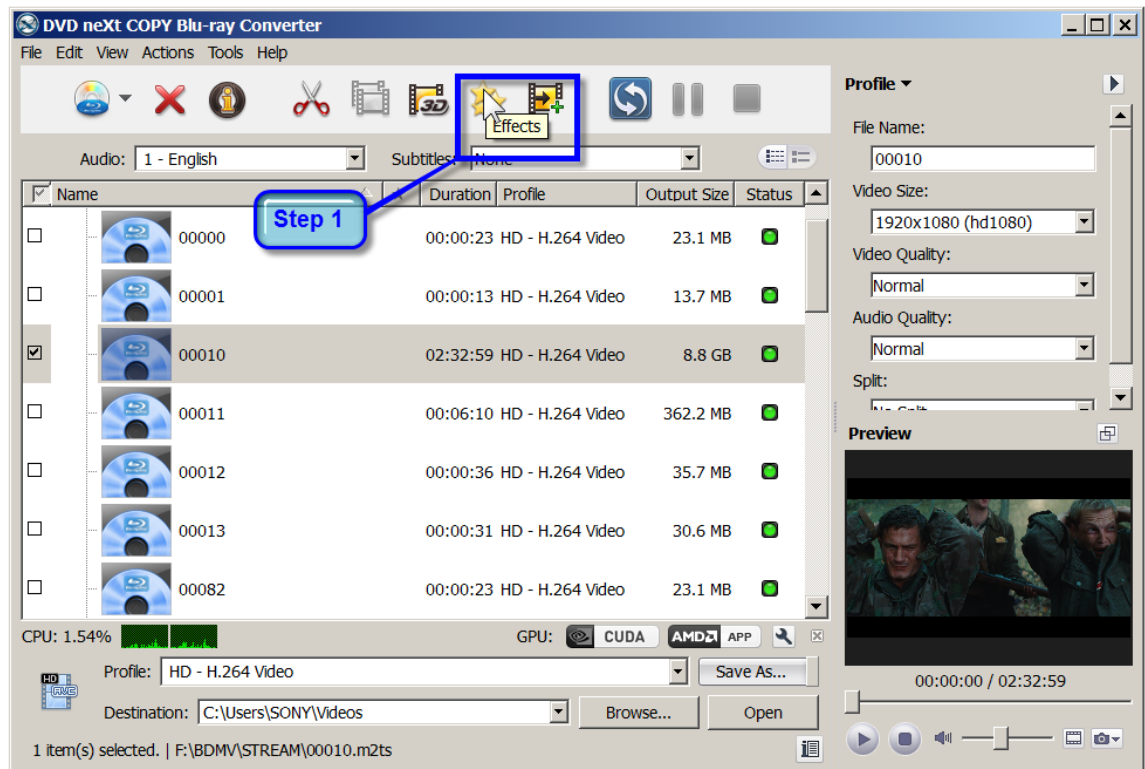 DVD neXt COPY Blu-ray Converter
File Edit View Actions Tools Help
3D
Effects
Audio: 1 - English
Subtitles: None
Step 1
Name Duration Profile Output Size Status
00000 00:00:23 HD - H.264 Video 23.1 MB
00001 00:00:13 HD - H.264 Video 13.7 MB
00010 02:32:59 HD - H.264 Video 8.8 GB
00011 00:06:10 HD - H.264 Video 362.2 MB
00012 00:00:36 HD - H.264 Video 35.7 MB
00013 00:00:31 HD - H.264 Video 30.6 MB
00082 00:00:23 HD - H.264 Video 23.1 MB
CPU: 1.54% GPU: CUDA AMD APP
HD
AVC
Profile: HD - H.264 Video Save As...
Destination: C:\Users\SONY\Videos Browse... Open
1 item(s) selected. | F:\BDMV\STREAM\00010.m2ts
Profile
File Name:
00010
Video Size:
1920x1080 (hd1080)
Video Quality:
Normal
Audio Quality:
Normal
Split:
No Split
Preview
00:00:00 / 02:32:59